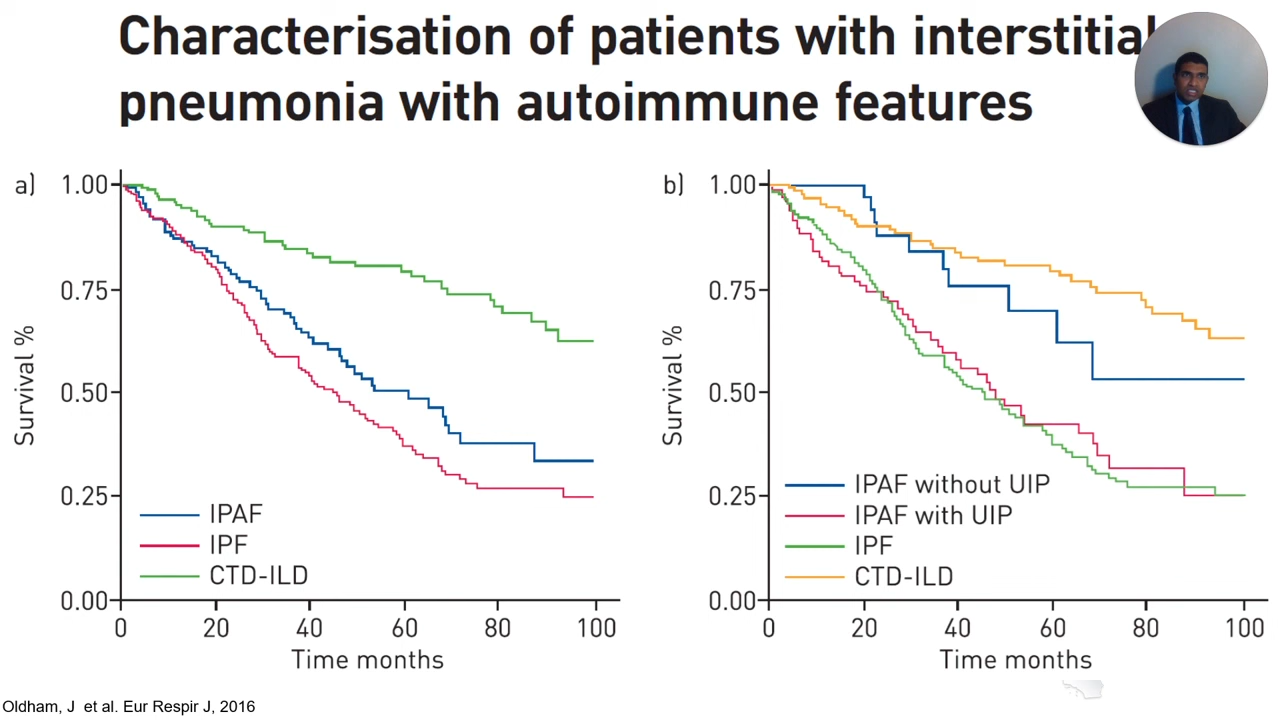 Characterisation of patients with interstitial
pneumonia with autoimmune features
a)
1.00
0.75
0.50
0.25
0.00
Survival %
IPAF
IPF
CTD-ILD
0 20 40 60 80 100
Time months
b)
1.00
0.75
0.50
0.25
0.00
Survival %
IPAF without UIP
IPAF with UIP
IPF
CTD-ILD
0 20 40 60 80 100
Time months
Oldham, J et al. Eur Respir J, 2016